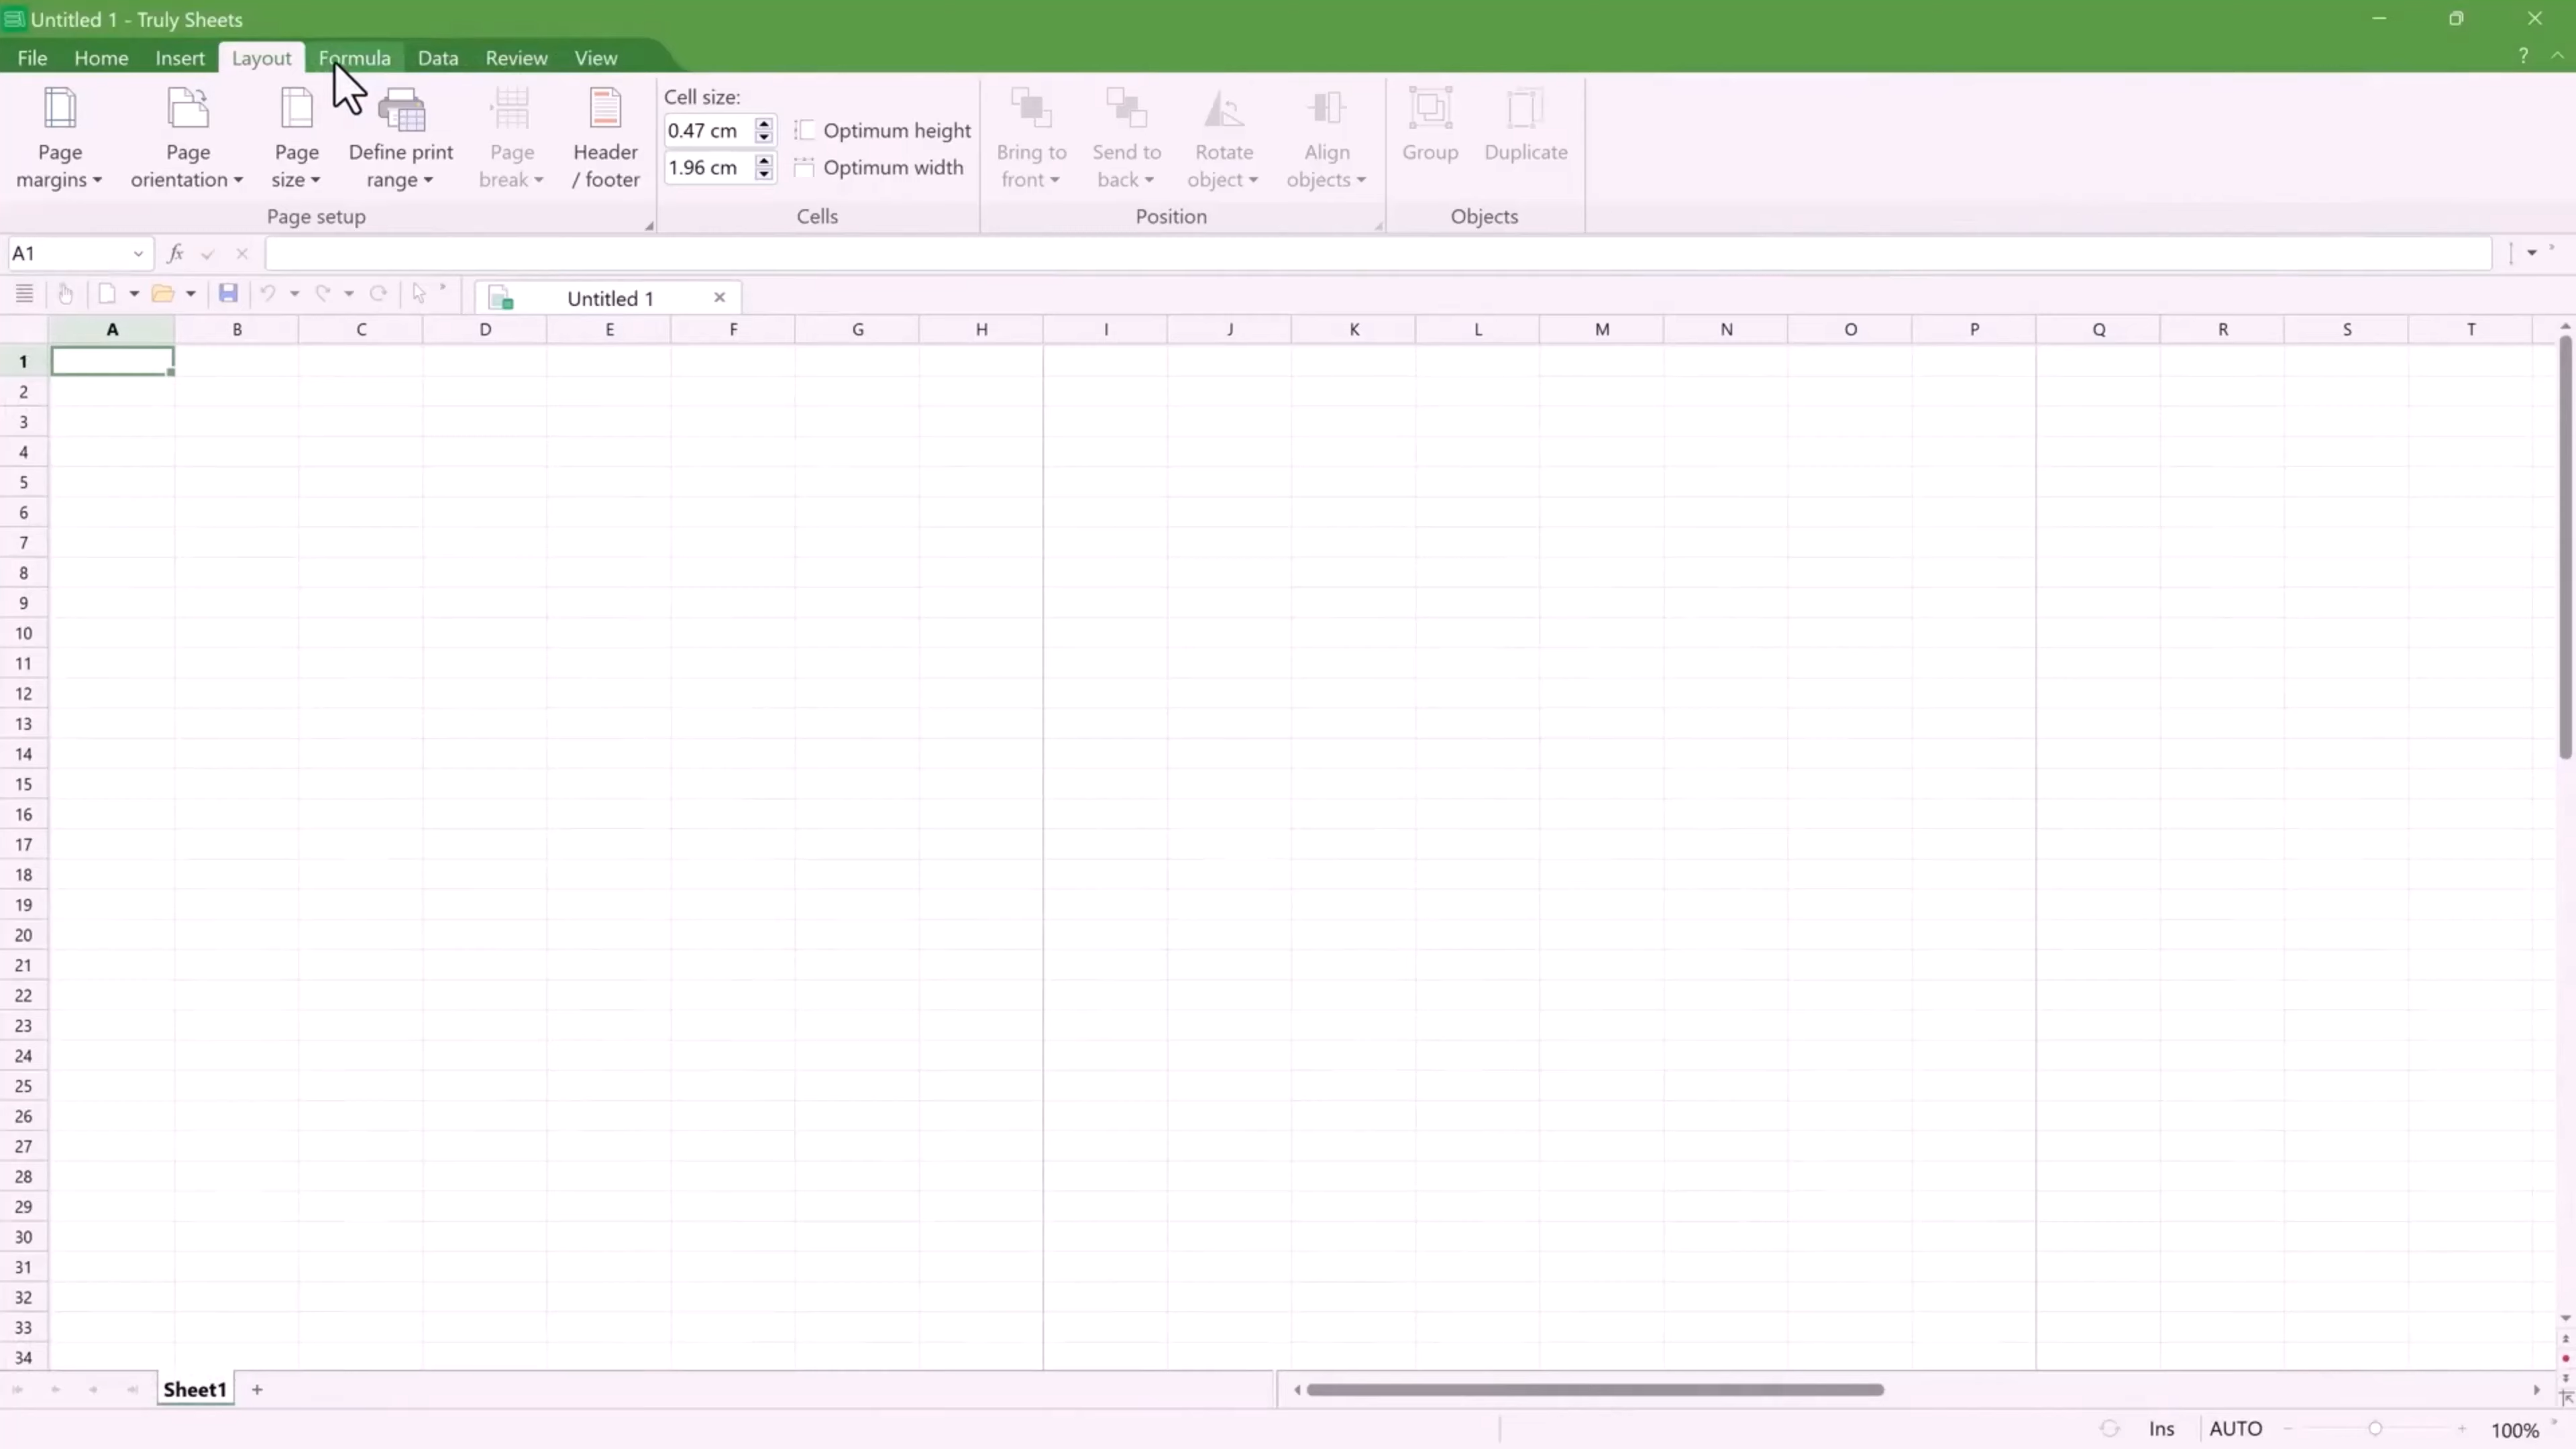 Untitled 1 - Truly Sheets
File Home Insert Layout Formula Data Review View ?
Page margins
Page orientation
Page size
Define print range
Page break
Header / footer
Page setup
Cell size:
0.47 cm Optimum height
1.96 cm Optimum width
Cells
Bring to front
Send to back
Rotate object
Align objects
Position
Group Duplicate
Objects
A1 fx
Untitled 1
A B C D E F G H I J K L M N O P Q R S T
1
2
3
4
5
6
7
8
9
10
11
12
13
14
15
16
17
18
19
20
21
22
23
24
25
26
27
28
29
30
31
32
33
34
Sheet1 +
Ins AUTO 100%